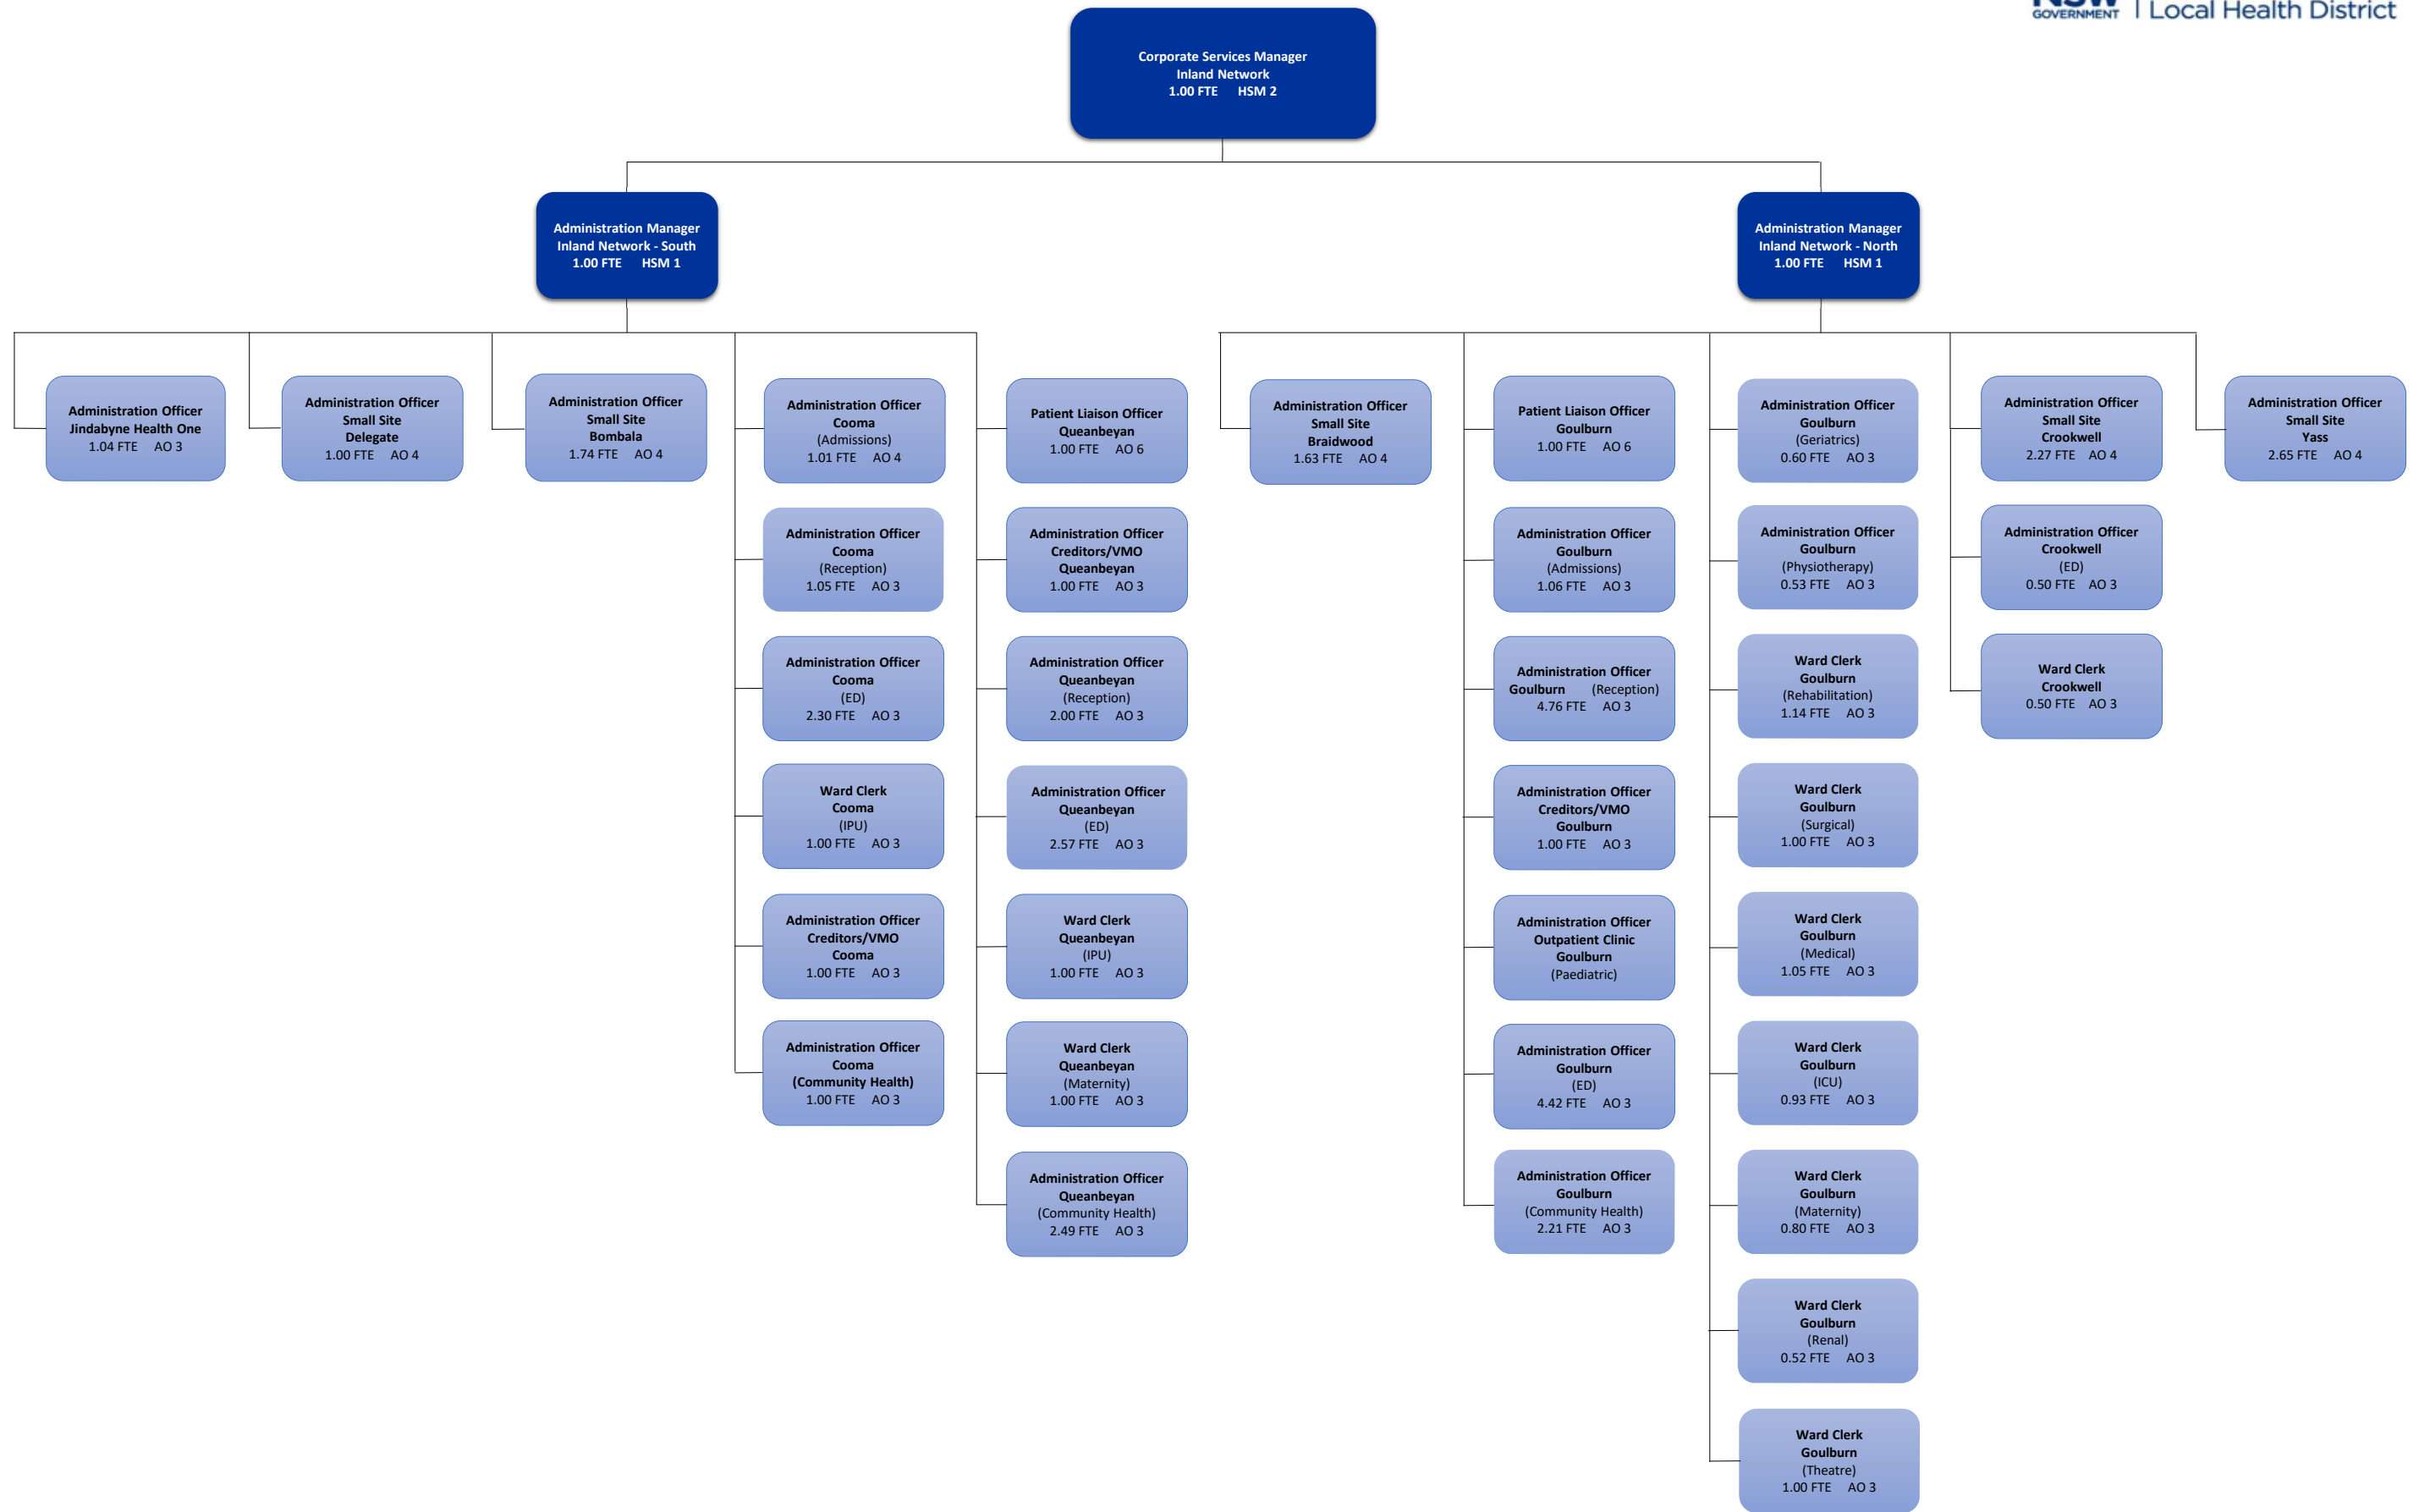 NSW
GOVERNMENT
Local Health District
Corporate Services Manager
Inland Network
1.00 FTE HSM 2
Administration Manager
Inland Network - South
1.00 FTE HSM 1
Administration Manager
Inland Network - North
1.00 FTE HSM 1
Administration Officer
Jindabyne Health One
1.04 FTE AO 3
Administration Officer
Small Site
Delegate
1.00 FTE AO 4
Administration Officer
Small Site
Bombala
1.74 FTE AO 4
Administration Officer
Cooma
(Admissions)
1.01 FTE AO 4
Administration Officer
Cooma
(Reception)
1.05 FTE AO 3
Administration Officer
Cooma
(ED)
2.30 FTE AO 3
Ward Clerk
Cooma
(IPU)
1.00 FTE AO 3
Administration Officer
Creditors/VMO
Cooma
1.00 FTE AO 3
Administration Officer
Cooma
(Community Health)
1.00 FTE AO 3
Patient Liaison Officer
Queanbeyan
1.00 FTE AO 6
Administration Officer
Creditors/VMO
Queanbeyan
1.00 FTE AO 3
Administration Officer
Queanbeyan
(Reception)
2.00 FTE AO 3
Administration Officer
Queanbeyan
(ED)
2.57 FTE AO 3
Ward Clerk
Queanbeyan
(IPU)
1.00 FTE AO 3
Ward Clerk
Queanbeyan
(Maternity)
1.00 FTE AO 3
Administration Officer
Queanbeyan
(Community Health)
2.49 FTE AO 3
Administration Officer
Small Site
Braidwood
1.63 FTE AO 4
Patient Liaison Officer
Goulburn
1.00 FTE AO 6
Administration Officer
Goulburn
(Admissions)
1.06 FTE AO 3
Administration Officer
Goulburn (Reception)
4.76 FTE AO 3
Administration Officer
Creditors/VMO
Goulburn
1.00 FTE AO 3
Administration Officer
Outpatient Clinic
Goulburn
(Paediatric)
Administration Officer
Goulburn
(ED)
4.42 FTE AO 3
Administration Officer
Goulburn
(Community Health)
2.21 FTE AO 3
Administration Officer
Goulburn
(Geriatrics)
0.60 FTE AO 3
Administration Officer
Goulburn
(Physiotherapy)
0.53 FTE AO 3
Ward Clerk
Goulburn
(Rehabilitation)
1.14 FTE AO 3
Ward Clerk
Goulburn
(Surgical)
1.00 FTE AO 3
Ward Clerk
Goulburn
(Medical)
1.05 FTE AO 3
Ward Clerk
Goulburn
(ICU)
0.93 FTE AO 3
Ward Clerk
Goulburn
(Maternity)
0.80 FTE AO 3
Ward Clerk
Goulburn
(Renal)
0.52 FTE AO 3
Ward Clerk
Goulburn
(Theatre)
1.00 FTE AO 3
Administration Officer
Small Site
Crookwell
2.27 FTE AO 4
Administration Officer
Crookwell
(ED)
0.50 FTE AO 3
Ward Clerk
Crookwell
0.50 FTE AO 3
Administration Officer
Small Site
Yass
2.65 FTE AO 4